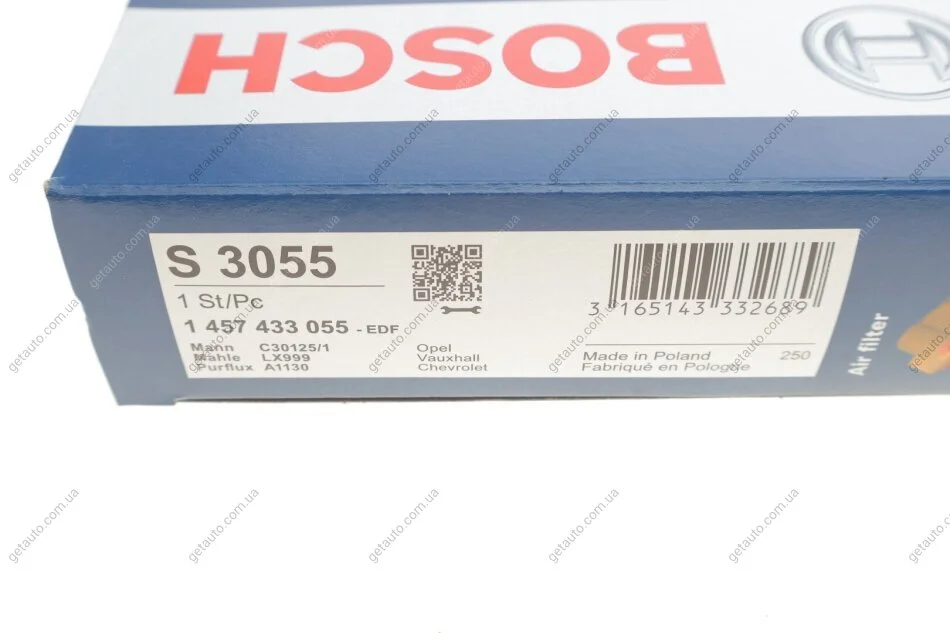 BOSCH
S 3055
1 St/Pc
1 457 433 055 - EDF
Mann C30125/1
Mahle LX999
Purflux A1130
Opel
Vauxhall
Chevrolet
3 165143 332689
Made in Poland 250
Fabriqué en Pologne
Air filter
getauto.com.ua